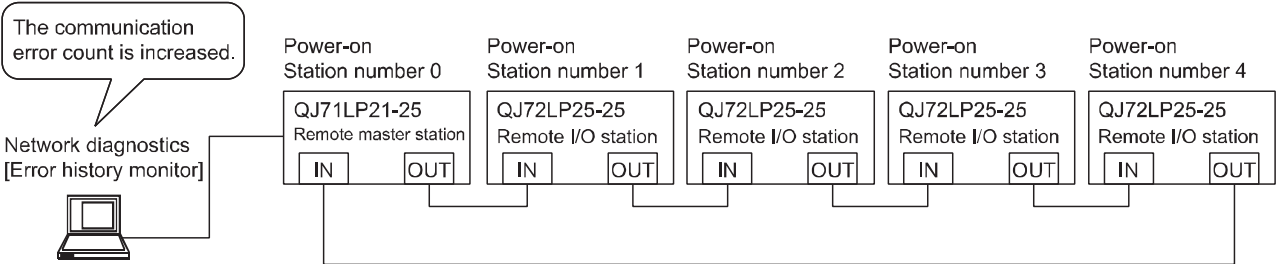 The communication
error count is increased.
Network diagnostics
[Error history monitor]
Power-on
Station number 0
QJ71LP21-25
Remote master station
IN OUT
Power-on
Station number 1
QJ72LP25-25
Remote I/O station
IN OUT
Power-on
Station number 2
QJ72LP25-25
Remote I/O station
IN OUT
Power-on
Station number 3
QJ72LP25-25
Remote I/O station
IN OUT
Power-on
Station number 4
QJ72LP25-25
Remote I/O station
IN OUT